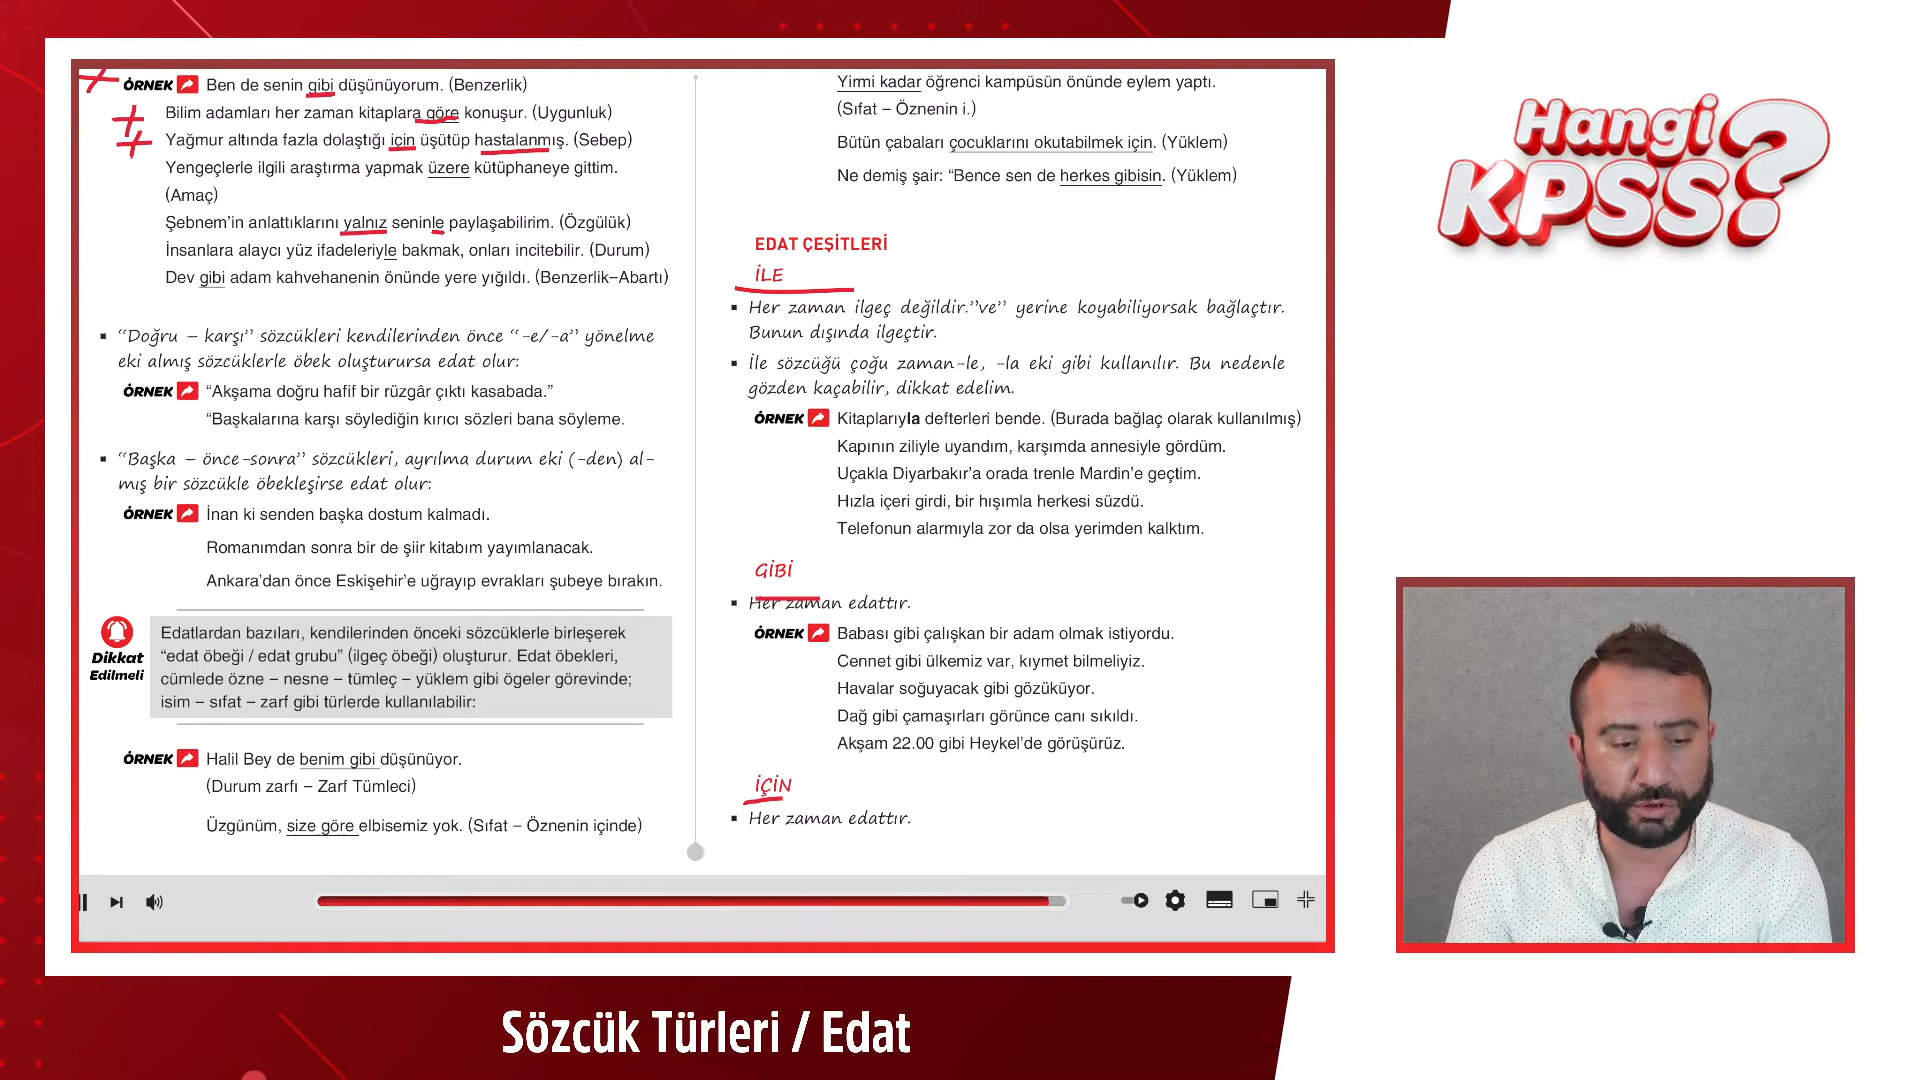 ÖRNEK Ben de senin gibi düşünüyorum. (Benzerlik)
Bilim adamları her zaman kitaplara göre konuşur. (Uygunluk)
Yağmur altında fazla dolaştığı için üşütüp hastalanmış. (Sebep)
Yengeçlerle ilgili araştırma yapmak üzere kütüphaneye gittim.
(Amaç)
Şebnem’in anlattıklarını yalnız seninle paylaşabilirim. (Özgülük)
İnsanlara alaycı yüz ifadeleriyle bakmak, onları incitebilir. (Durum)
Dev gibi adam kahvehanenin önünde yere yığıldı. (Benzerlik–Abartı)
▪ “Doğru – karşı” sözcükleri kendilerinden önce “-e/-a” yönelme
eki almış sözcüklerle öbek oluşturursa edat olur:
ÖRNEK “Akşama doğru hafif bir rüzgâr çıktı kasabada.”
“Başkalarına karşı söylediğin kırıcı sözleri bana söyleme.
▪ “Başka – önce-sonra” sözcükleri, ayrılma durum eki (-den) al-
mış bir sözcükle öbekleşirse edat olur:
ÖRNEK İnan ki senden başka dostum kalmadı.
Romanımdan sonra bir de şiir kitabım yayımlanacak.
Ankara’dan önce Eskişehir’e uğrayıp evrakları şubeye bırakın.
Dikkat
Edilmeli
Edatlardan bazıları, kendilerinden önceki sözcüklerle birleşerek
“edat öbeği / edat grubu” (ilgeç öbeği) oluşturur. Edat öbekleri,
cümlede özne – nesne – tümleç – yüklem gibi ögeler görevinde;
isim – sıfat – zarf gibi türlerde kullanılabilir:
ÖRNEK Halil Bey de benim gibi düşünüyor.
(Durum zarfı – Zarf Tümleci)
Üzgünüm, size göre elbisemiz yok. (Sıfat – Öznenin içinde)
Yirmi kadar öğrenci kampüsün önünde eylem yaptı.
(Sıfat – Öznenin i.)
Bütün çabaları çocuklarını okutabilmek için. (Yüklem)
Ne demiş şair: “Bence sen de herkes gibisin. (Yüklem)
EDAT ÇEŞİTLERİ
İLE
▪ Her zaman ilgeç değildir.”ve” yerine koyabiliyorsak bağlaçtır.
Bunun dışında ilgeçtir.
▪ İle sözcüğü çoğu zaman-le, -la eki gibi kullanılır. Bu nedenle
gözden kaçabilir, dikkat edelim.
ÖRNEK Kitaplarıyla defterleri bende. (Burada bağlaç olarak kullanılmış)
Kapının ziliyle uyandım, karşımda annesiyle gördüm.
Uçakla Diyarbakır’a orada trenle Mardin’e geçtim.
Hızla içeri girdi, bir hışımla herkesi süzdü.
Telefonun alarmıyla zor da olsa yerimden kalktım.
GİBİ
▪ Her zaman edattır.
ÖRNEK Babası gibi çalışkan bir adam olmak istiyordu.
Cennet gibi ülkemiz var, kıymet bilmeliyiz.
Havalar soğuyacak gibi gözüküyor.
Dağ gibi çamaşırları görünce canı sıkıldı.
Akşam 22.00 gibi Heykel’de görüşürüz.
İÇİN
▪ Her zaman edattır.
Hangi
KPSS?
Sözcük Türleri / Edat